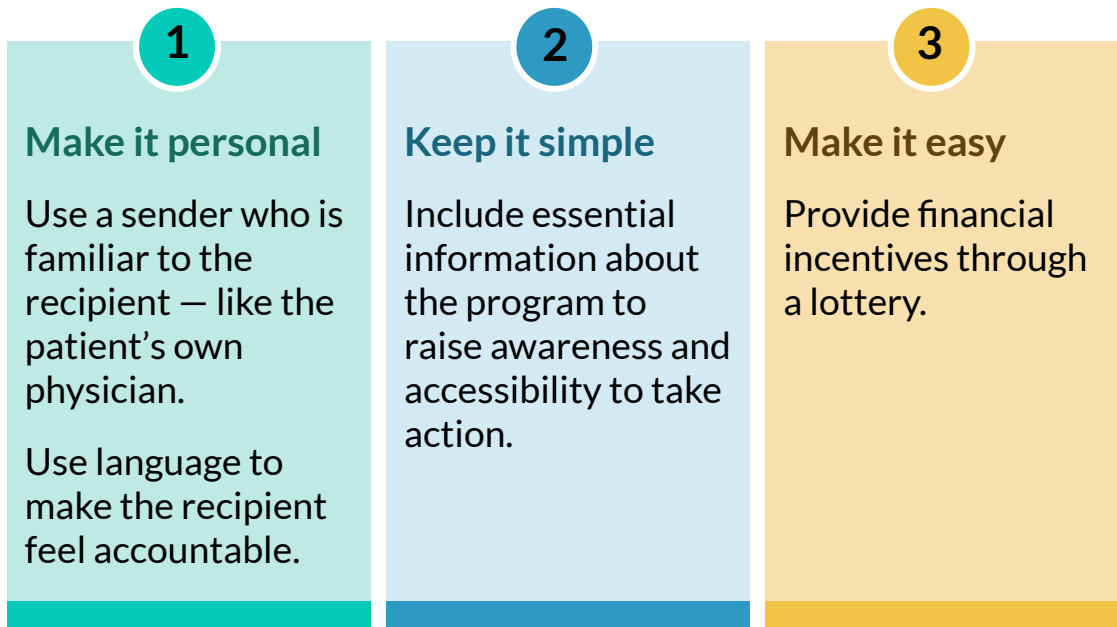 1
Make it personal
Use a sender who is
familiar to the
recipient — like the
patient’s own
physician.
Use language to
make the recipient
feel accountable.
2
Keep it simple
Include essential
information about
the program to
raise awareness and
accessibility to take
action.
3
Make it easy
Provide financial
incentives through
a lottery.